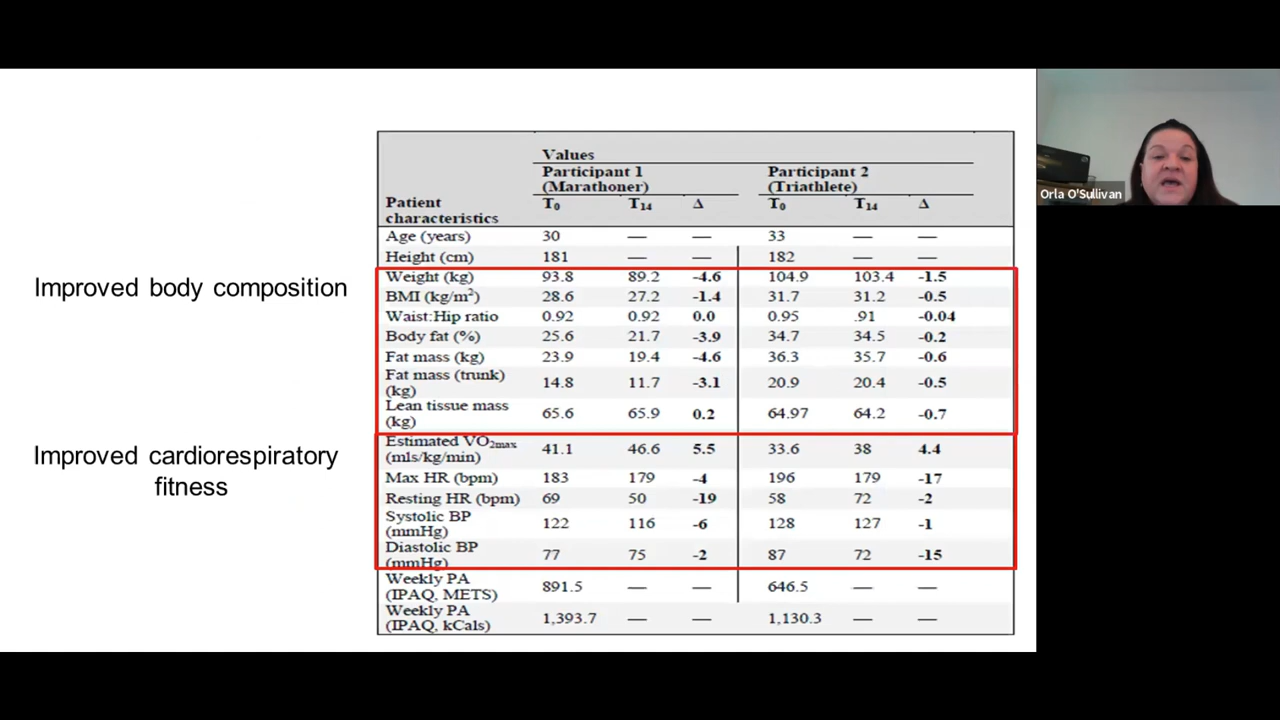 Improved body composition
Improved cardiorespiratory
fitness
Values
Participant 1 (Marathoner) Participant 2 (Triathlete)
Patient characteristics T0 T14 Δ T0 T14 Δ
Age (years) 30 — — 33 — —
Height (cm) 181 — — 182 — —
Weight (kg) 93.8 89.2 -4.6 104.9 103.4 -1.5
BMI (kg/m2) 28.6 27.2 -1.4 31.7 31.2 -0.5
Waist:Hip ratio 0.92 0.92 0.0 0.95 .91 -0.04
Body fat (%) 25.6 21.7 -3.9 34.7 34.5 -0.2
Fat mass (kg) 23.9 19.4 -4.6 36.3 35.7 -0.6
Fat mass (trunk) (kg) 14.8 11.7 -3.1 20.9 20.4 -0.5
Lean tissue mass (kg) 65.6 65.9 0.2 64.97 64.2 -0.7
Estimated VO2max (mls/kg/min) 41.1 46.6 5.5 33.6 38 4.4
Max HR (bpm) 183 179 -4 196 179 -17
Resting HR (bpm) 69 50 -19 58 72 -2
Systolic BP (mmHg) 122 116 -6 128 127 -1
Diastolic BP (mmHg) 77 75 -2 87 72 -15
Weekly PA (IPAQ, METS) 891.5 — — 646.5 — —
Weekly PA (IPAQ, kCals) 1,393.7 — — 1,130.3 — —
Orla O'Sullivan